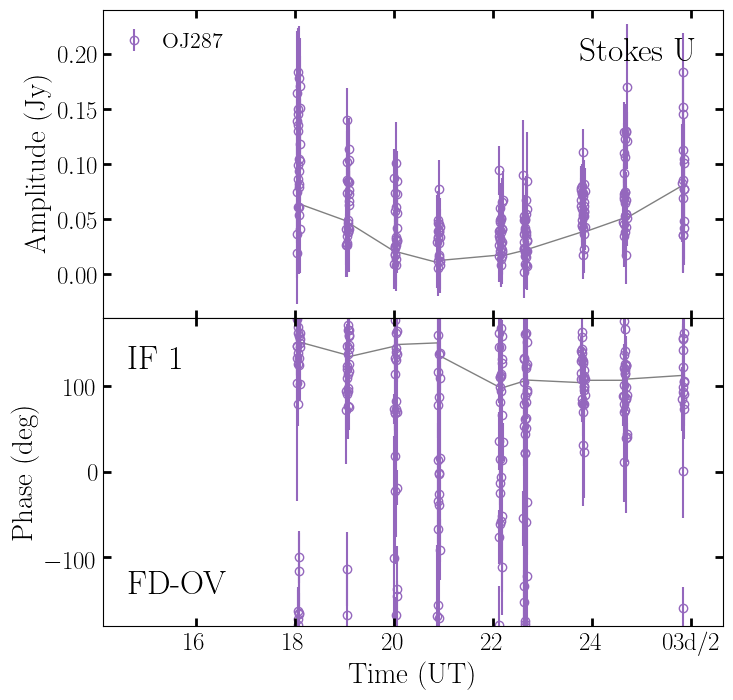 OJ287
Stokes U
0.20
0.15
0.10
0.05
0.00
Amplitude (Jy)
IF 1
100
0
−100
Phase (deg)
FD-OV
16
18
20
22
24
03d/2
Time (UT)